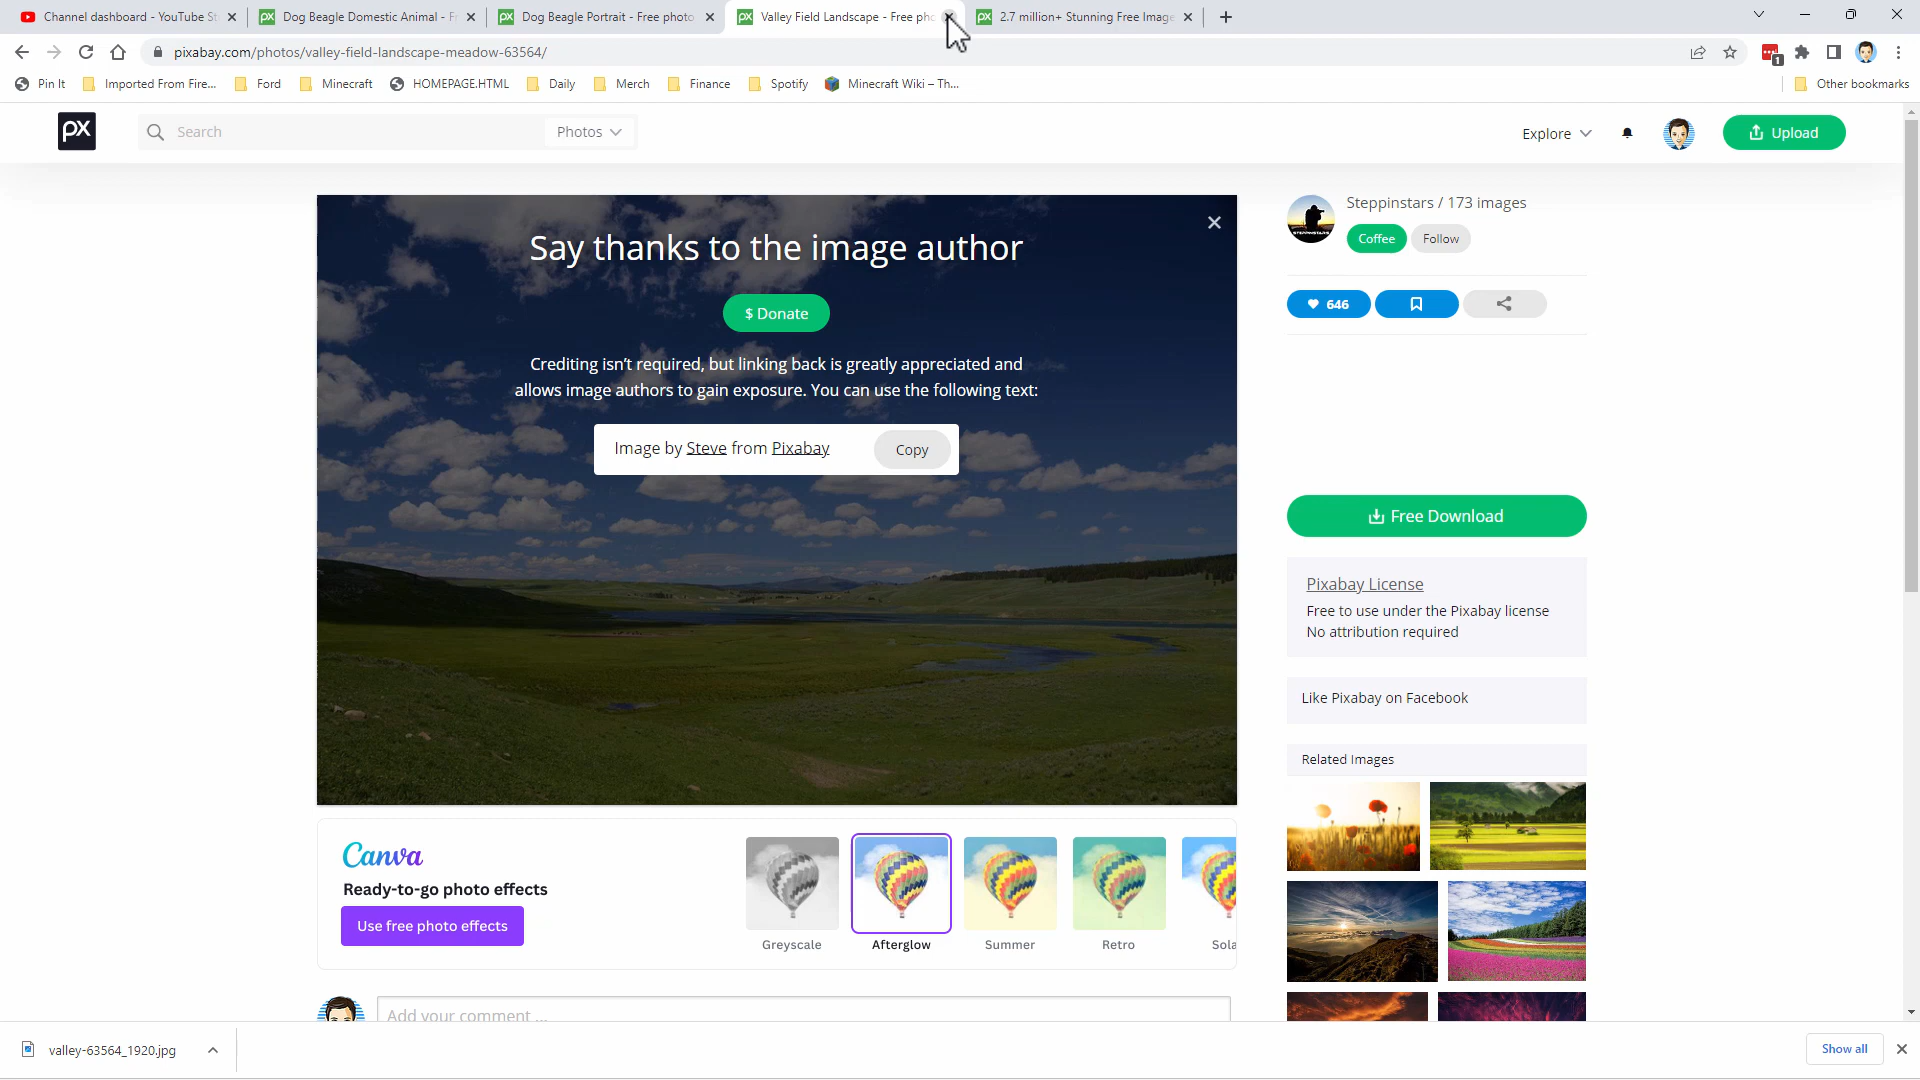 Channel dashboard - YouTube St
Dog Beagle Domestic Animal - Fr
Dog Beagle Portrait - Free photo
Valley Field Landscape - Free pho
2.7 million+ Stunning Free Image
pixabay.com/photos/valley-field-landscape-meadow-63564/
1
Pin It
Imported From Fire...
Ford
Minecraft
HOMEPAGE.HTML
Daily
Merch
Finance
Spotify
Minecraft Wiki – Th...
Other bookmarks
px
Search
Photos
Explore
Upload
Say thanks to the image author
$ Donate
Crediting isn't required, but linking back is greatly appreciated and
allows image authors to gain exposure. You can use the following text:
Image by Steve from Pixabay
Copy
Steppinstars / 173 images
Coffee
Follow
646
Free Download
Pixabay License
Free to use under the Pixabay license
No attribution required
Like Pixabay on Facebook
Related Images
Canva
Ready-to-go photo effects
Use free photo effects
Greyscale
Afterglow
Summer
Retro
Sola
Add your comment ...
valley-63564_1920.jpg
Show all